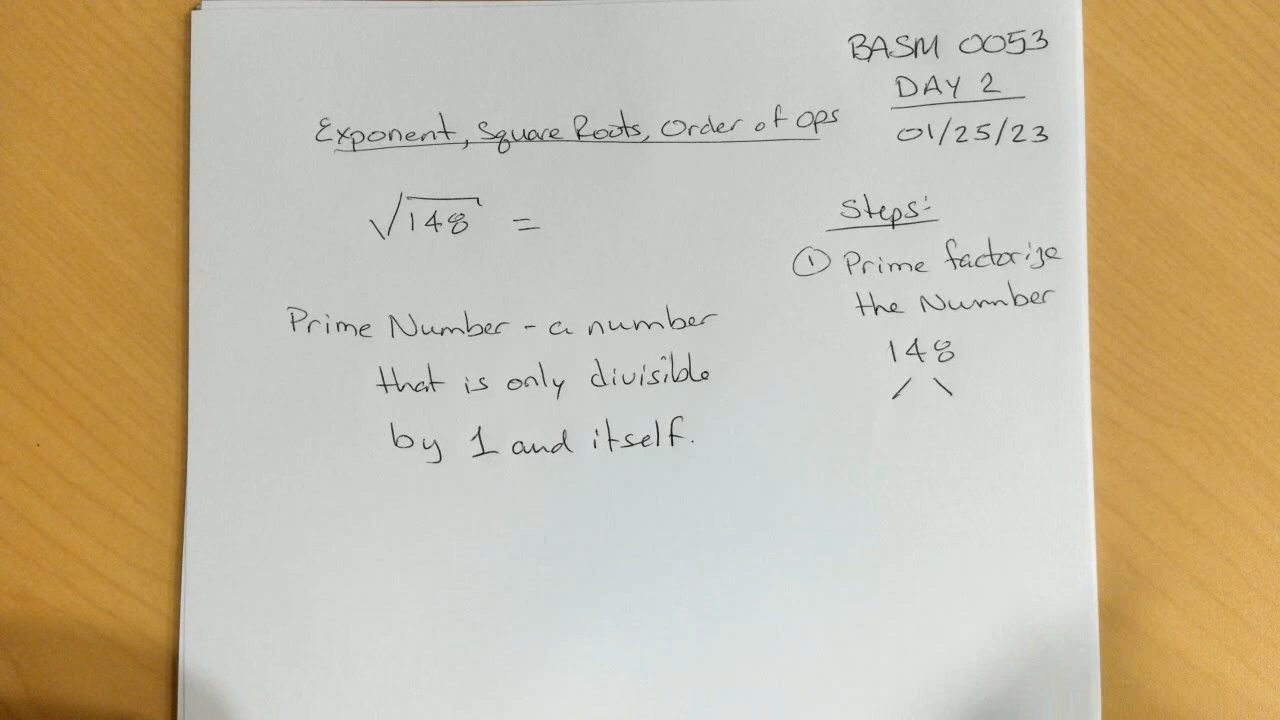 BASM 0053
DAY 2
01/25/23
Exponent, Square Roots, Order of Ops
√148 =
Prime Number - a number
that is only divisible
by 1 and itself.
Steps:
① Prime factorize
the Number
148